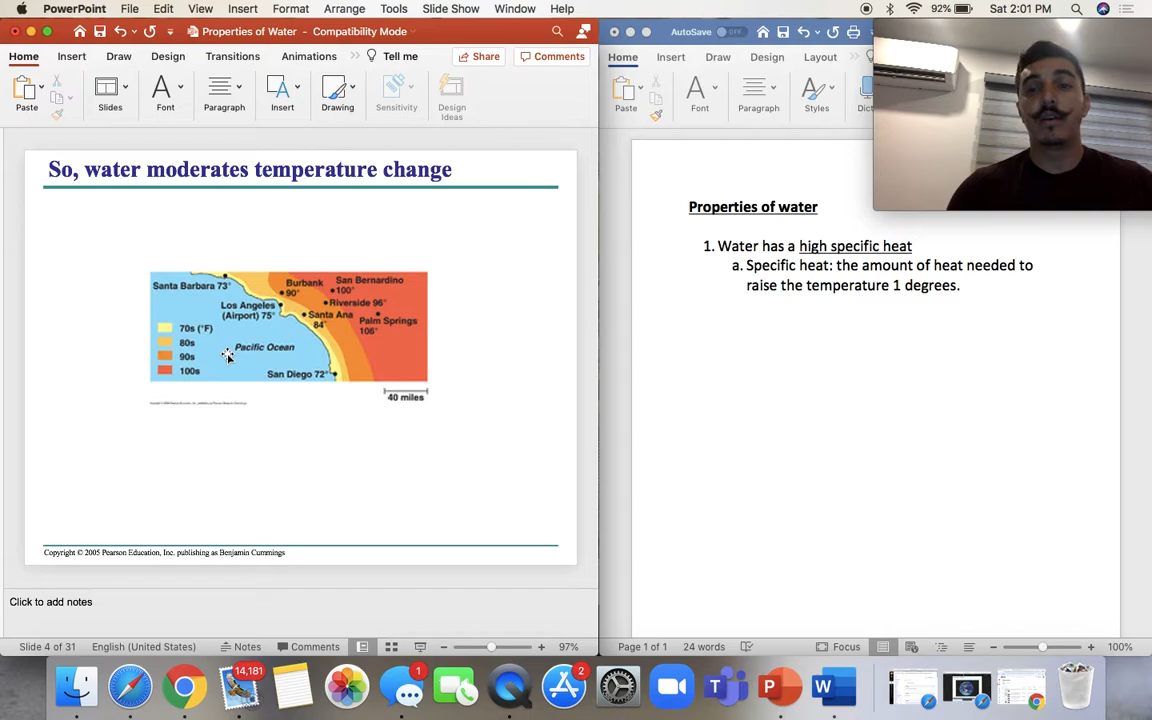 PowerPoint File Edit View Insert Format Arrange Tools Slide Show Window Help 92% Sat 2:01 PM
Properties of Water - Compatibility Mode
AutoSave OFF
Home Insert Draw Design Transitions Animations >> Tell me Share Comments
Home Insert Draw Design Layout >>
Paste Slides Font Paragraph Insert Drawing Sensitivity Design Ideas
Paste Font Paragraph Styles
So, water moderates temperature change
Santa Barbara 73°
Burbank 90°
San Bernardino 100°
Los Angeles (Airport) 75°
Riverside 96°
Santa Ana 84°
Palm Springs 106°
70s (°F)
80s
90s
100s
Pacific Ocean
San Diego 72°
40 miles
Copyright © 2005 Pearson Education, Inc. publishing as Benjamin Cummings
Click to add notes
Slide 4 of 31 English (United States) Notes Comments 97%
Properties of water
1. Water has a high specific heat
a. Specific heat: the amount of heat needed to
raise the temperature 1 degrees.
Page 1 of 1 24 words Focus 100%
14,181 1 2